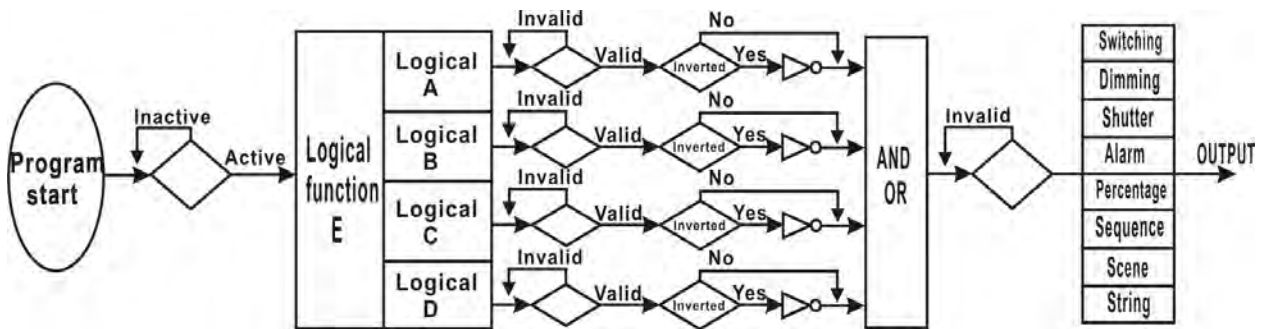 Program
start
Inactive
Active
Logical
function
E
Logical
A
Invalid
Valid
Inverted
No
Yes
Logical
B
Invalid
Valid
Inverted
No
Yes
Logical
C
Invalid
Valid
Inverted
No
Yes
Logical
D
Invalid
Valid
Inverted
No
Yes
AND
OR
Invalid
Switching
Dimming
Shutter
Alarm
Percentage
Sequence
Scene
String
OUTPUT